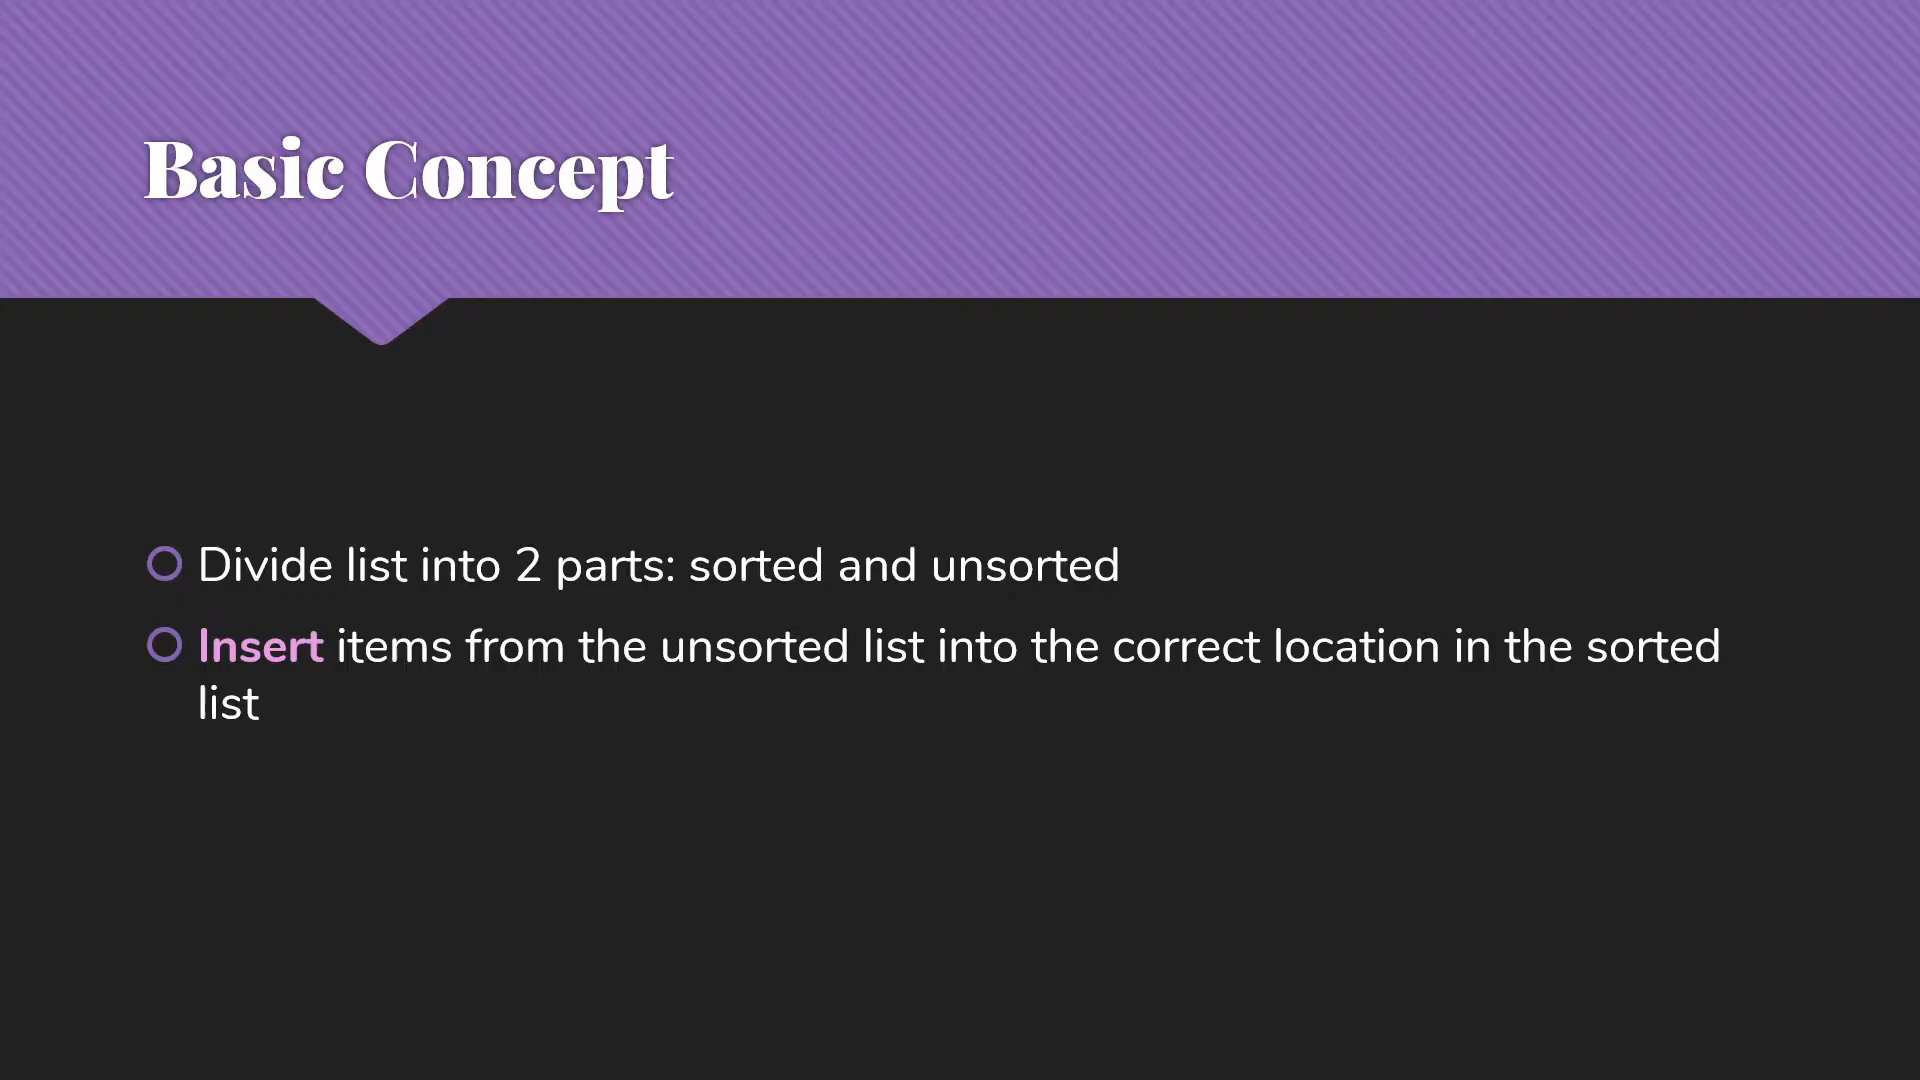 Basic Concept
Divide list into 2 parts: sorted and unsorted
Insert items from the unsorted list into the correct location in the sorted
list